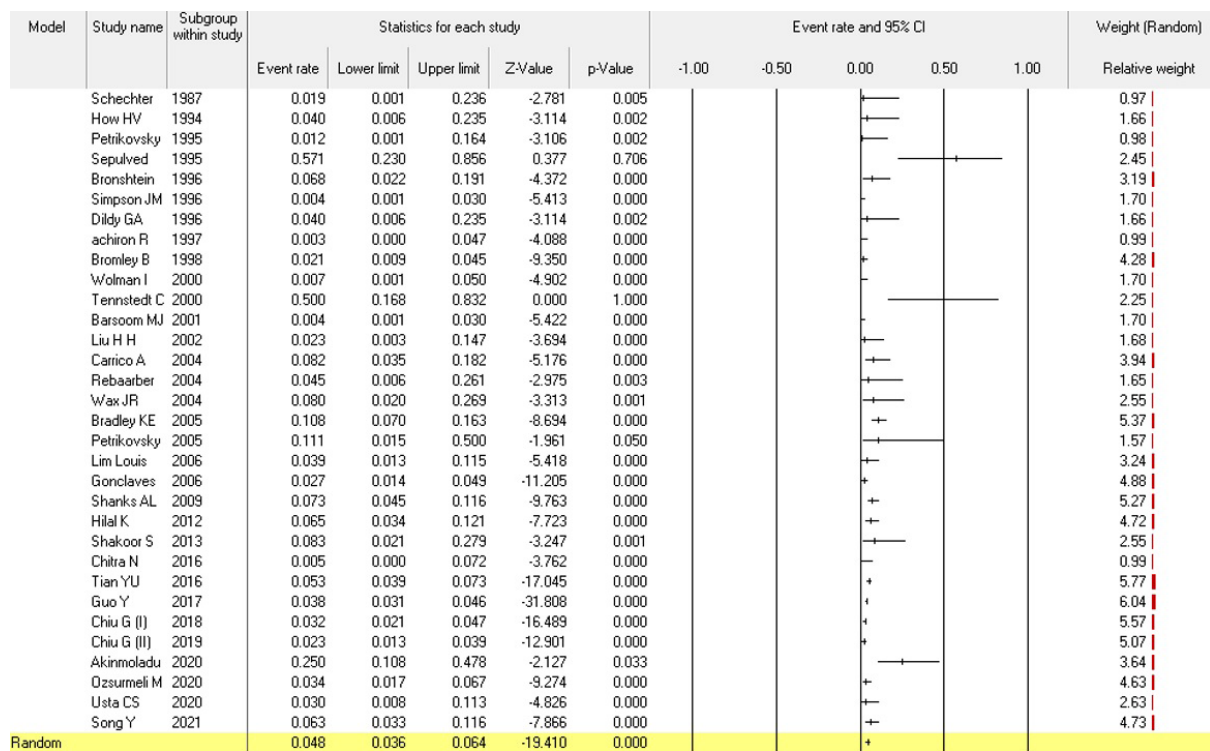 Model Study name Subgroup within study Statistics for each study Event rate and 95% CI Weight (Random)
Event rate Lower limit Upper limit Z-Value p-Value -1.00 -0.50 0.00 0.50 1.00 Relative weight
Schechter 1987 0.019 0.001 0.236 -2.781 0.005 0.97
How HV 1994 0.040 0.006 0.235 -3.114 0.002 1.66
Petrikovsky 1995 0.012 0.001 0.164 -3.106 0.002 0.98
Sepulved 1995 0.571 0.230 0.856 0.377 0.706 2.45
Bronshtein 1996 0.068 0.022 0.191 -4.372 0.000 3.19
Simpson JM 1996 0.004 0.001 0.030 -5.413 0.000 1.70
Dildy GA 1996 0.040 0.006 0.235 -3.114 0.002 1.66
achiron R 1997 0.003 0.000 0.047 -4.088 0.000 0.99
Bromley B 1998 0.021 0.009 0.045 -9.350 0.000 4.28
Wolman I 2000 0.007 0.001 0.050 -4.902 0.000 1.70
Tennstedt C 2000 0.500 0.168 0.832 0.000 1.000 2.25
Barsoom MJ 2001 0.004 0.001 0.030 -5.422 0.000 1.70
Liu H H 2002 0.023 0.003 0.147 -3.694 0.000 1.68
Carrico A 2004 0.082 0.035 0.182 -5.176 0.000 3.94
Rebaarber 2004 0.045 0.006 0.261 -2.975 0.003 1.65
Wax JR 2004 0.080 0.020 0.269 -3.313 0.001 2.55
Bradley KE 2005 0.108 0.070 0.163 -8.694 0.000 5.37
Petrikovsky 2005 0.111 0.015 0.500 -1.961 0.050 1.57
Lim Louis 2006 0.039 0.013 0.115 -5.418 0.000 3.24
Gonclaves 2006 0.027 0.014 0.049 -11.205 0.000 4.88
Shanks AL 2009 0.073 0.045 0.116 -9.763 0.000 5.27
Hilal K 2012 0.065 0.034 0.121 -7.723 0.000 4.72
Shakoor S 2013 0.083 0.021 0.279 -3.247 0.001 2.55
Chitra N 2016 0.005 0.000 0.072 -3.762 0.000 0.99
Tian YU 2016 0.053 0.039 0.073 -17.045 0.000 5.77
Guo Y 2017 0.038 0.031 0.046 -31.808 0.000 6.04
Chiu G (I) 2018 0.032 0.021 0.047 -16.489 0.000 5.57
Chiu G (II) 2019 0.023 0.013 0.039 -12.901 0.000 5.07
Akinmoladu 2020 0.250 0.108 0.478 -2.127 0.033 3.64
Ozsurmeli M 2020 0.034 0.017 0.067 -9.274 0.000 4.63
Usta CS 2020 0.030 0.008 0.113 -4.826 0.000 2.63
Song Y 2021 0.063 0.033 0.116 -7.866 0.000 4.73
Random 0.048 0.036 0.064 -19.410 0.000